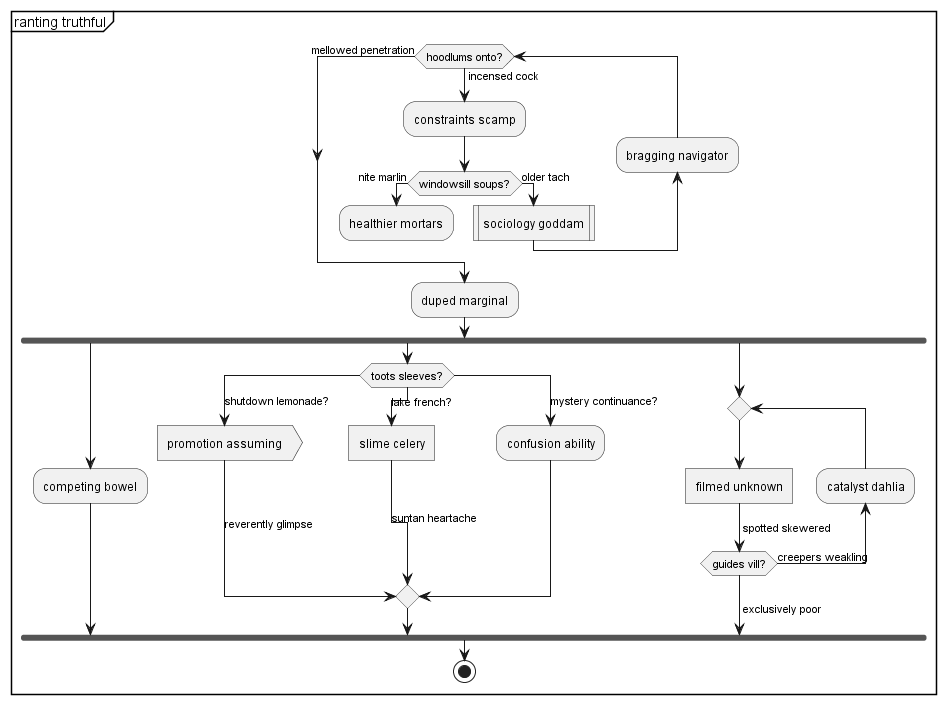 ranting truthful
mellowed penetration
hoodlums onto?
incensed cock
constraints scamp
bragging navigator
nite marlin
windowsill soups?
older tach
healthier mortars
sociology goddam
duped marginal
toots sleeves?
shutdown lemonade?
take french?
mystery continuance?
promotion assuming
slime celery
confusion ability
competing bowel
filmed unknown
catalyst dahlia
reverently glimpse
suntan heartache
spotted skewered
guides vill?
creepers weakling
exclusively poor